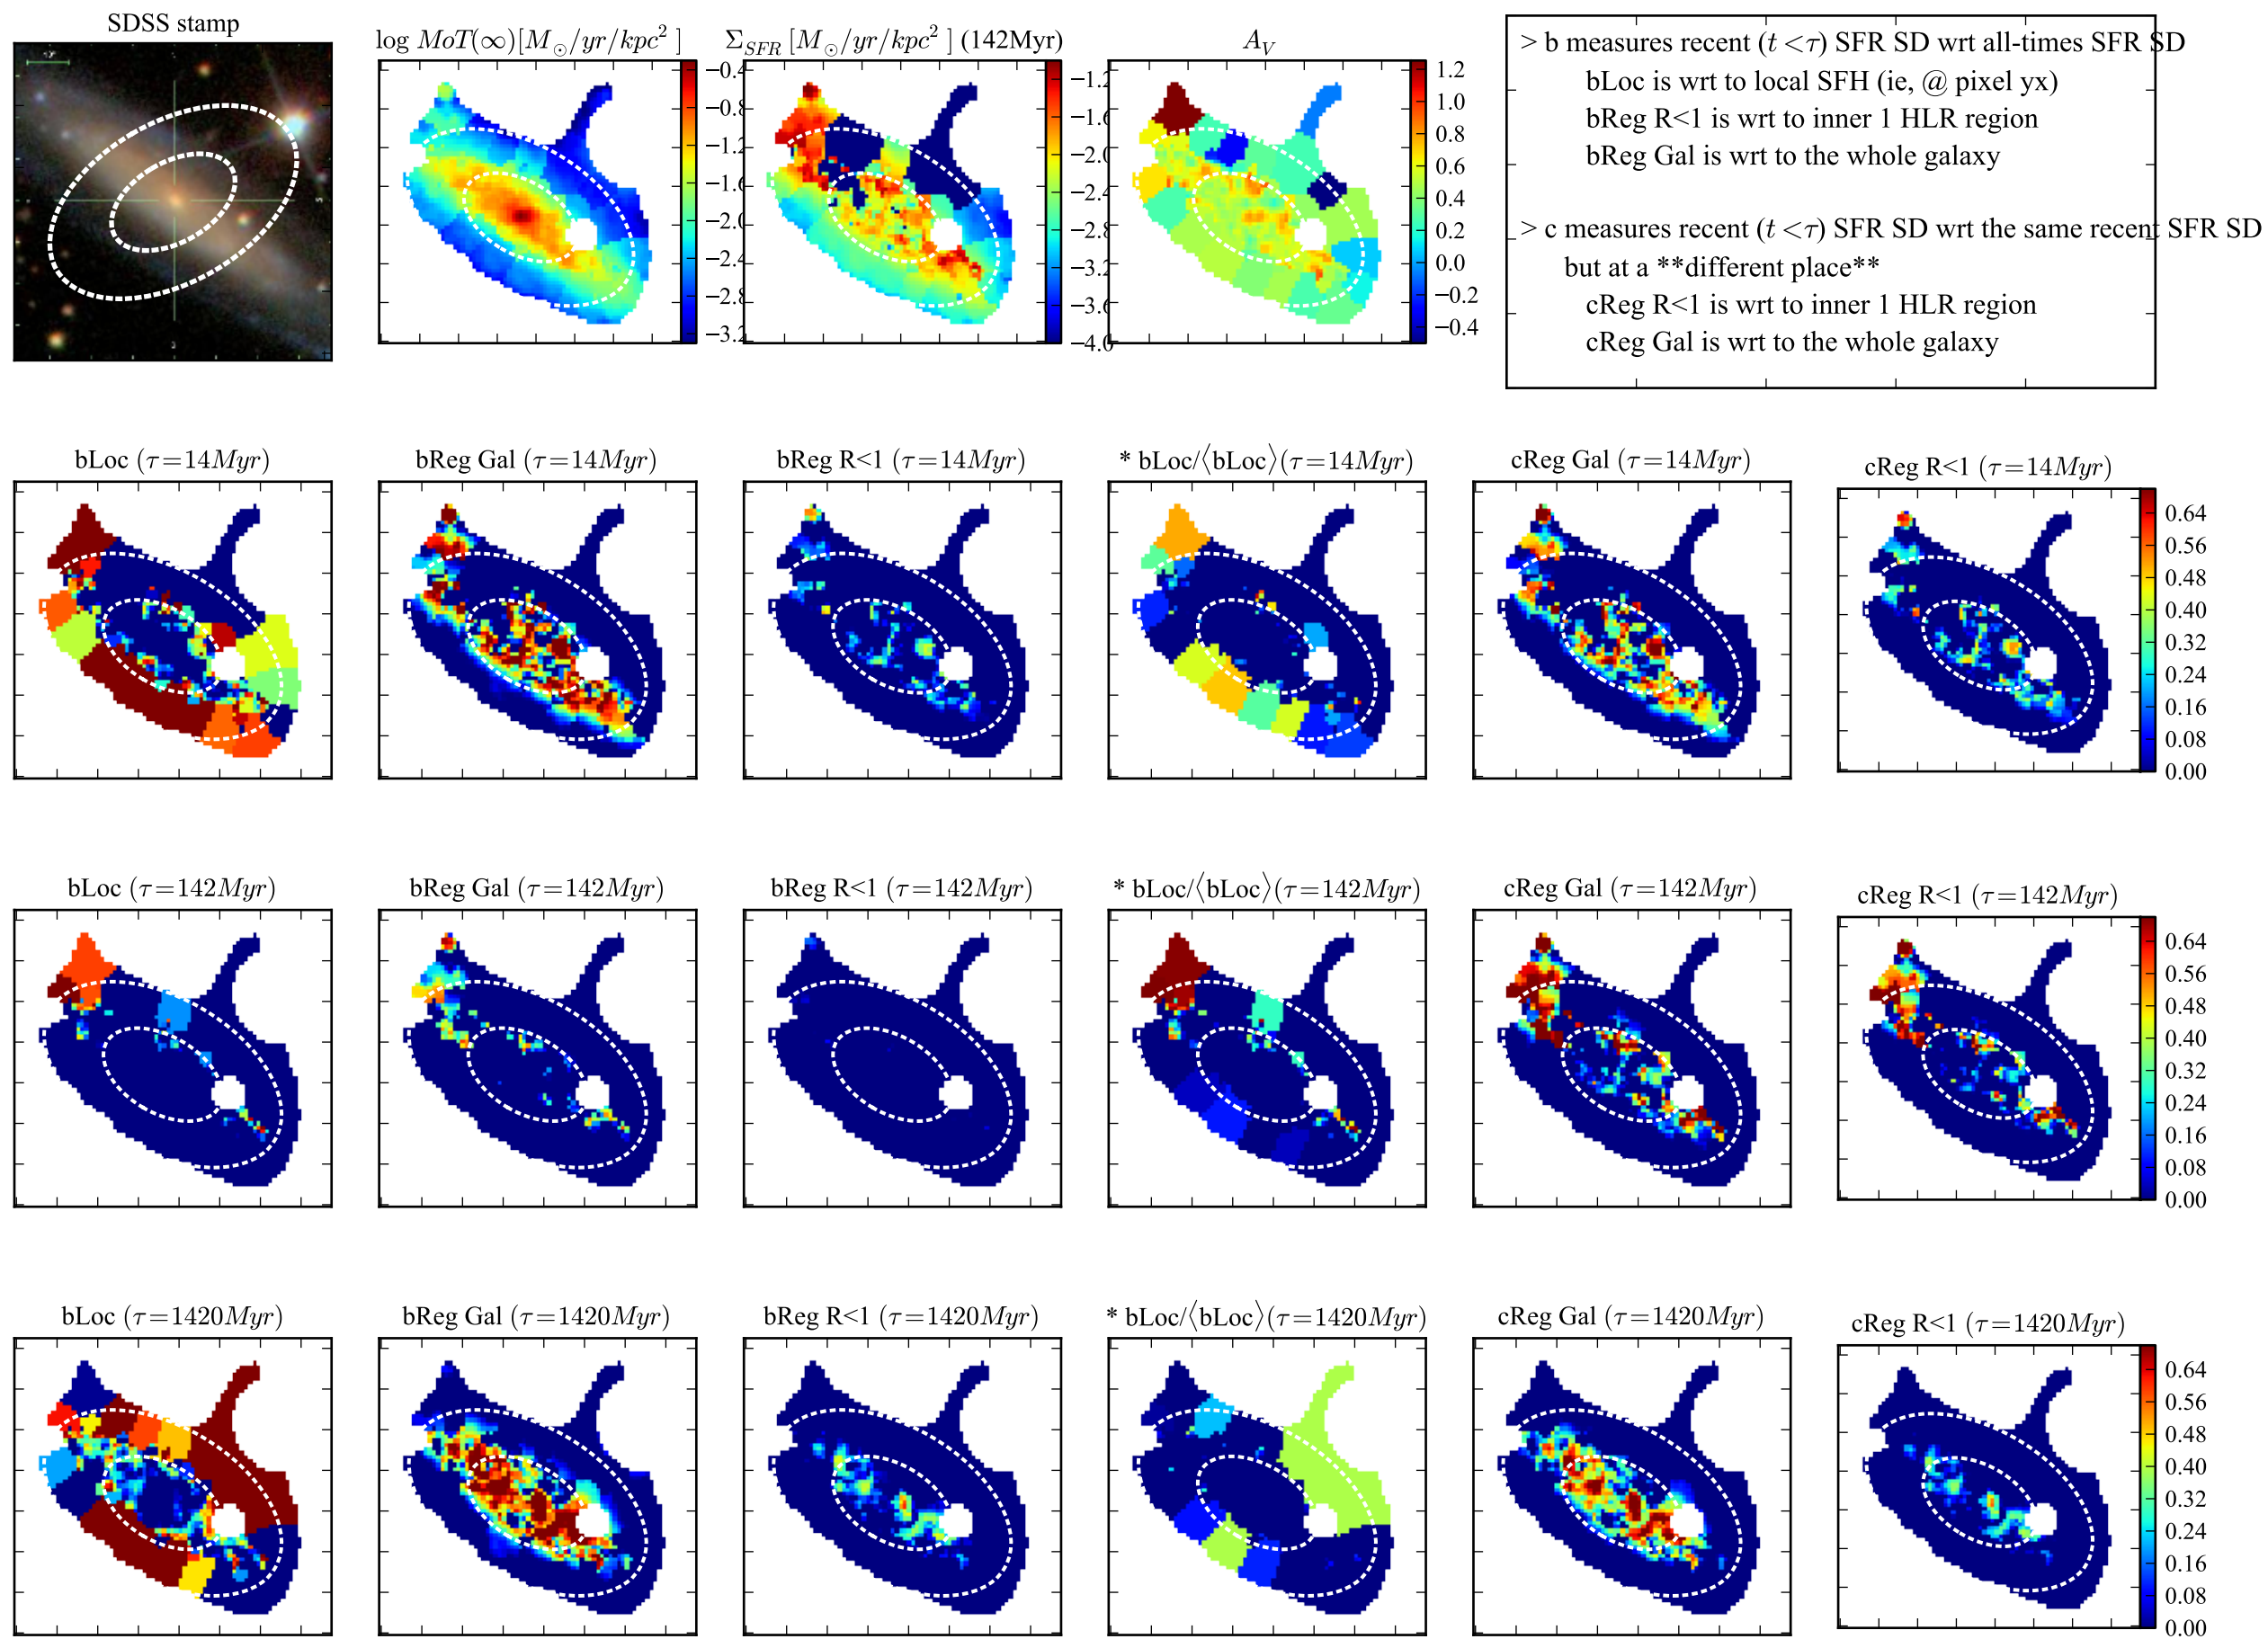 SDSS stamp
log MoT(∞)[M⊙/yr/kpc²]
Σ_SFR [M⊙/yr/kpc²] (142Myr)
A_V
−0.4
−0.8
−1.2
−1.6
−2.0
−2.4
−2.8
−3.2
−1.2
−1.6
−2.0
−2.4
−2.8
−3.2
−3.6
−4.0
1.2
1.0
0.8
0.6
0.4
0.2
0.0
−0.2
−0.4
> b measures recent (t<τ) SFR SD wrt all-times SFR SD
bLoc is wrt to local SFH (ie, @ pixel yx)
bReg R<1 is wrt to inner 1 HLR region
bReg Gal is wrt to the whole galaxy
> c measures recent (t<τ) SFR SD wrt the same recent SFR SD
but at a **different place**
cReg R<1 is wrt to inner 1 HLR region
cReg Gal is wrt to the whole galaxy
bLoc (τ=14Myr)
bReg Gal (τ=14Myr)
bReg R<1 (τ=14Myr)
* bLoc/⟨bLoc⟩(τ=14Myr)
cReg Gal (τ=14Myr)
cReg R<1 (τ=14Myr)
0.64
0.56
0.48
0.40
0.32
0.24
0.16
0.08
0.00
bLoc (τ=142Myr)
bReg Gal (τ=142Myr)
bReg R<1 (τ=142Myr)
* bLoc/⟨bLoc⟩(τ=142Myr)
cReg Gal (τ=142Myr)
cReg R<1 (τ=142Myr)
0.64
0.56
0.48
0.40
0.32
0.24
0.16
0.08
0.00
bLoc (τ=1420Myr)
bReg Gal (τ=1420Myr)
bReg R<1 (τ=1420Myr)
* bLoc/⟨bLoc⟩(τ=1420Myr)
cReg Gal (τ=1420Myr)
cReg R<1 (τ=1420Myr)
0.64
0.56
0.48
0.40
0.32
0.24
0.16
0.08
0.00